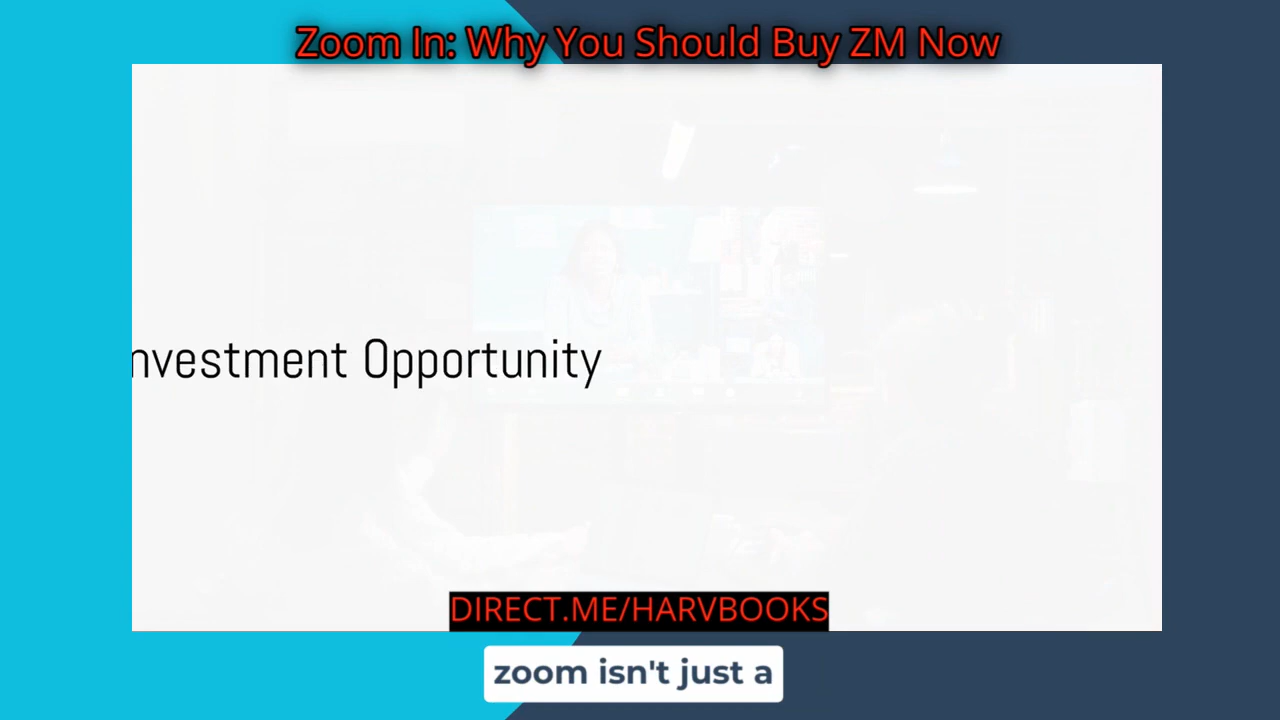 Zoom In: Why You Should Buy ZM Now
nvestment Opportunity
DIRECT.ME/HARVBOOKS
zoom isn't just a